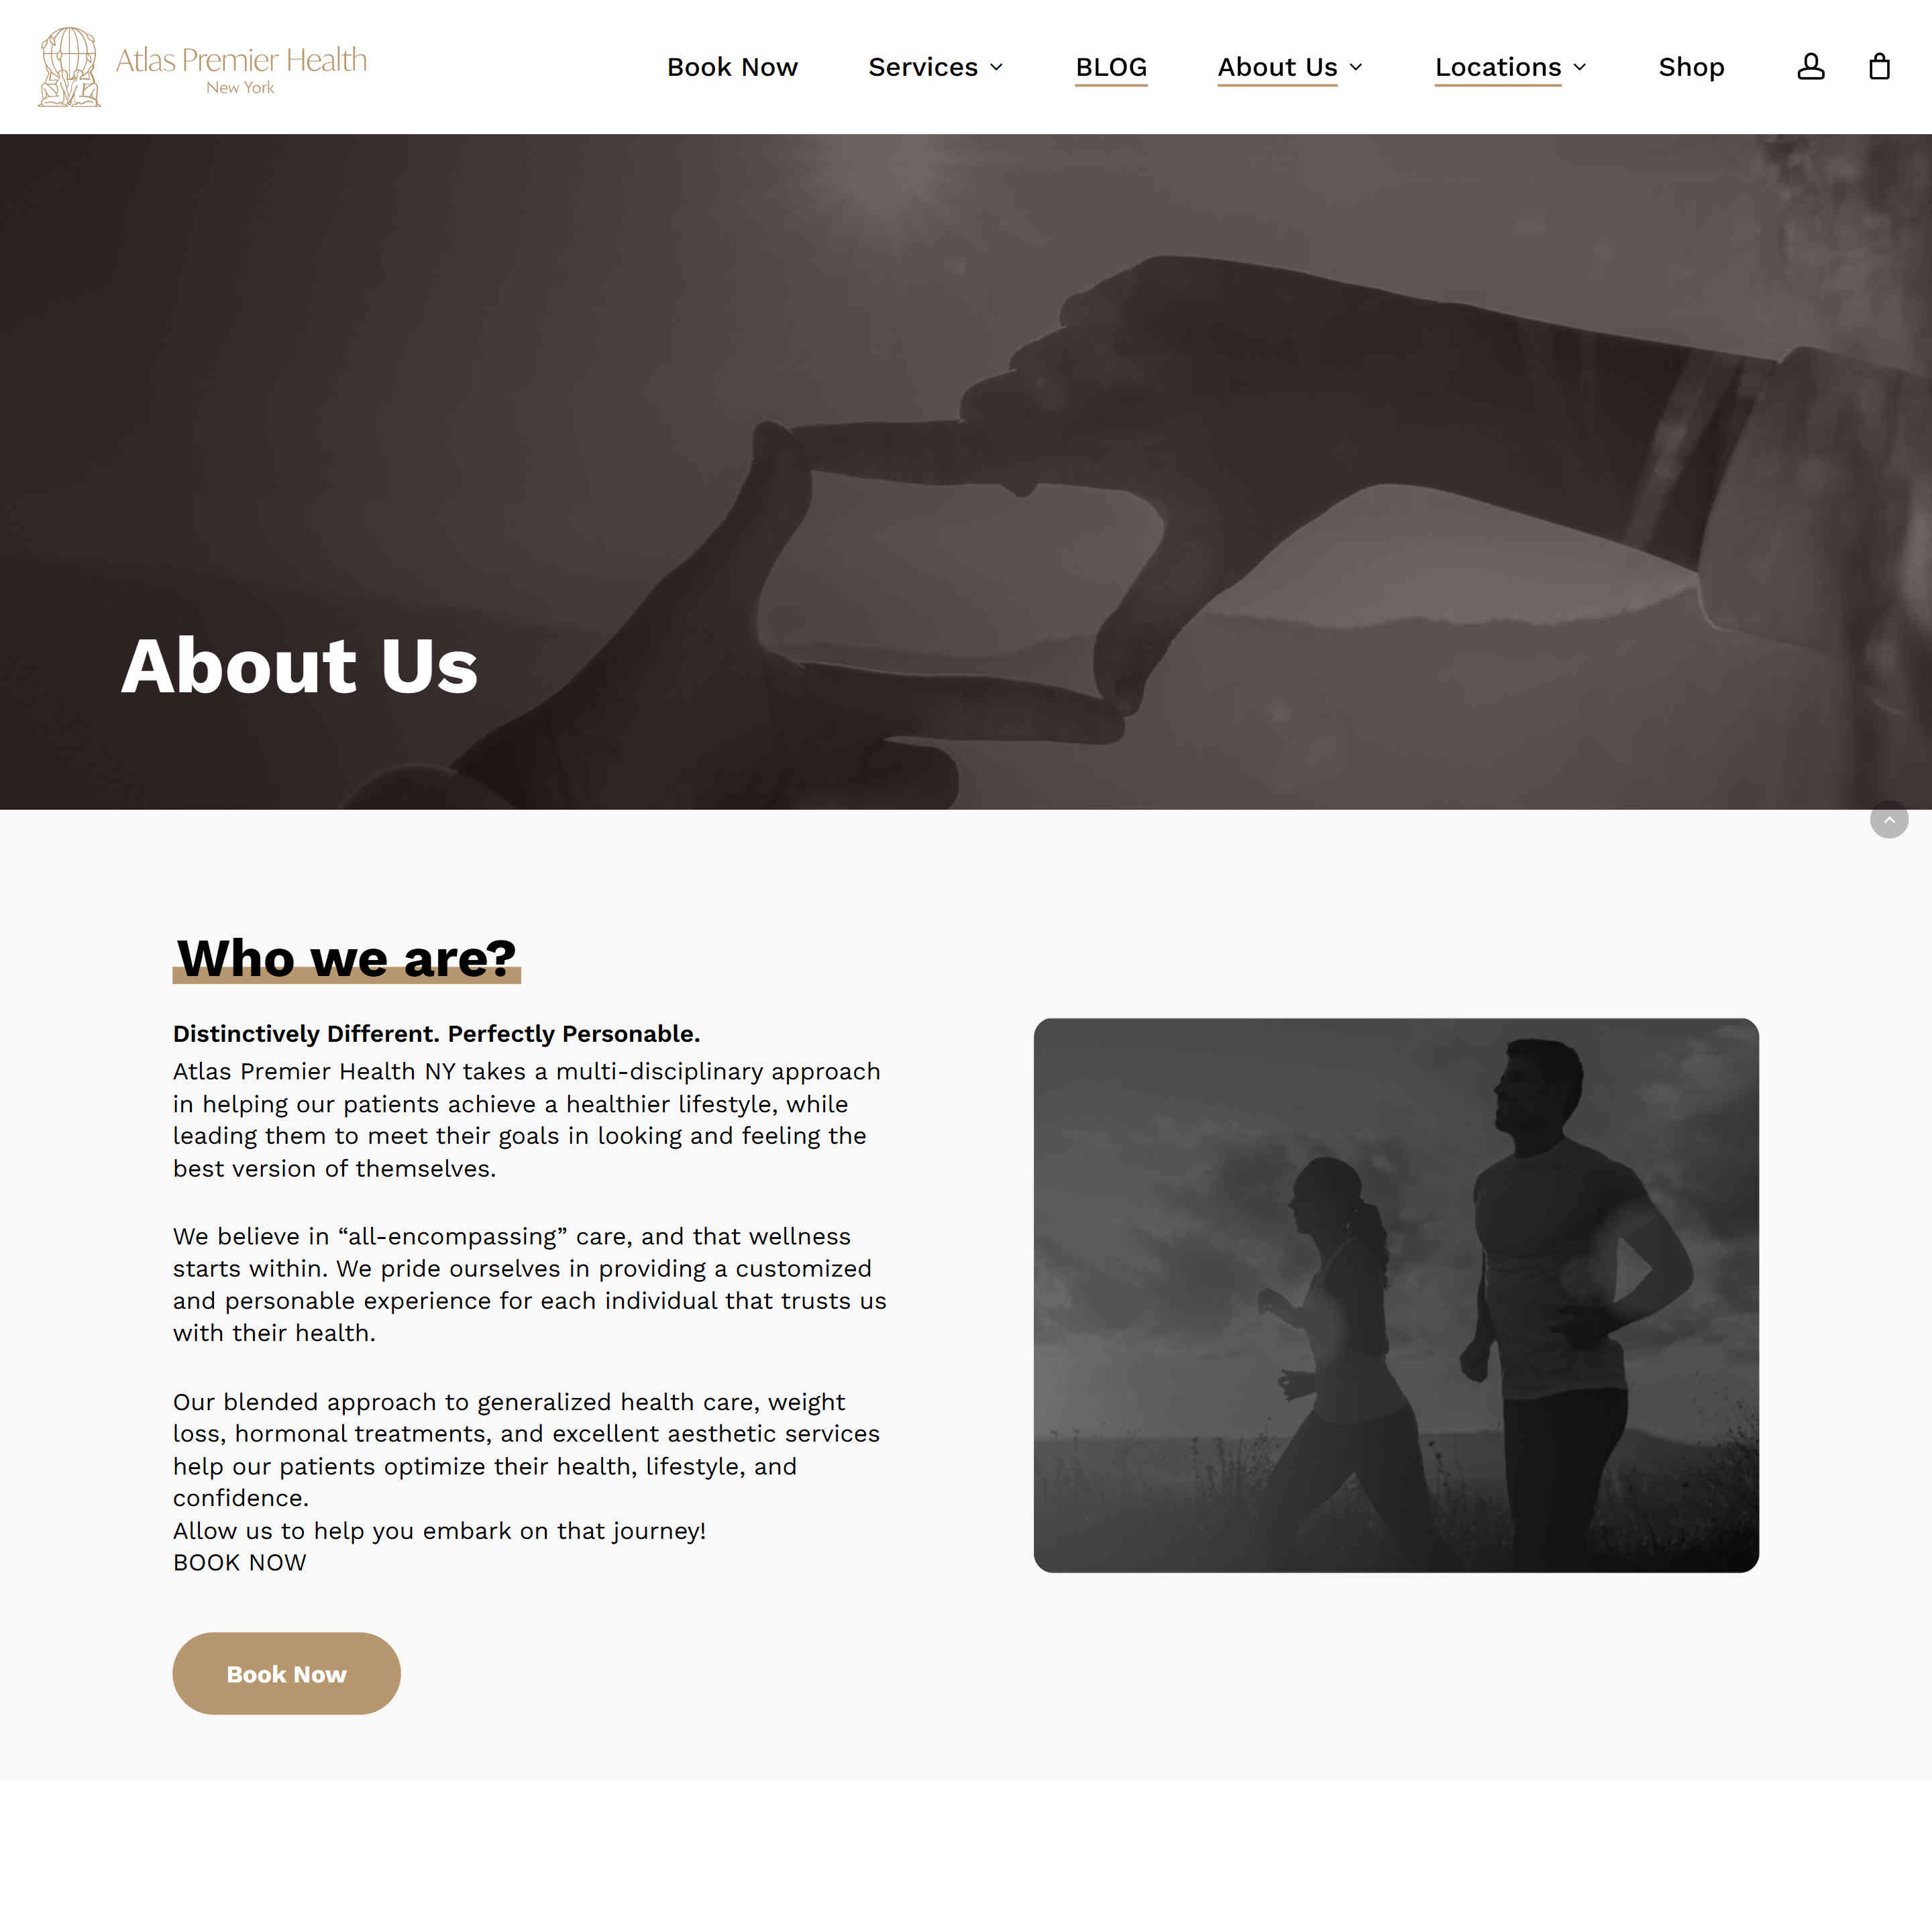 Atlas Premier Health
New York
Book Now
Services
BLOG
About Us
Locations
Shop
About Us
Who we are?
Distinctively Different. Perfectly Personable.
Atlas Premier Health NY takes a multi-disciplinary approach
in helping our patients achieve a healthier lifestyle, while
leading them to meet their goals in looking and feeling the
best version of themselves.
We believe in “all-encompassing” care, and that wellness
starts within. We pride ourselves in providing a customized
and personable experience for each individual that trusts us
with their health.
Our blended approach to generalized health care, weight
loss, hormonal treatments, and excellent aesthetic services
help our patients optimize their health, lifestyle, and
confidence.
Allow us to help you embark on that journey!
BOOK NOW
Book Now